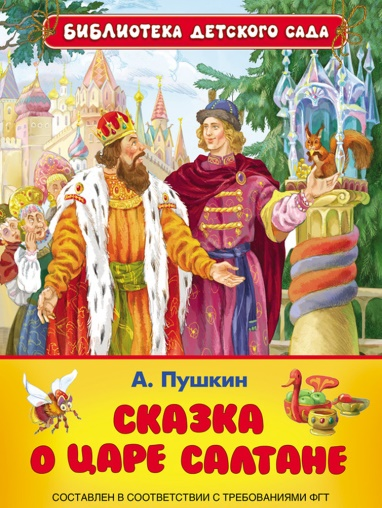 БИБЛИОТЕКА ДЕТСКОГО САДА
А. Пушкин
СКАЗКА
О ЦАРЕ САЛТАНЕ
СОСТАВЛЕН В СООТВЕТСТВИИ С ТРЕБОВАНИЯМИ ФГТ